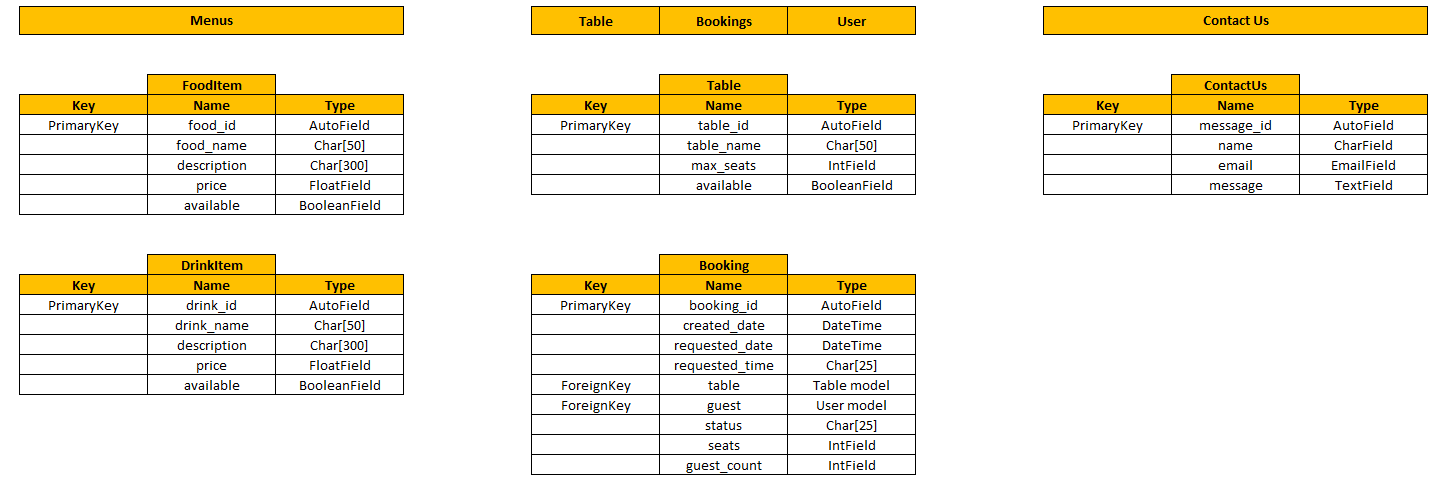 Menus
FoodItem
Key Name Type
PrimaryKey food_id AutoField
food_name Char[50]
description Char[300]
price FloatField
available BooleanField
DrinkItem
Key Name Type
PrimaryKey drink_id AutoField
drink_name Char[50]
description Char[300]
price FloatField
available BooleanField
Table Bookings User
Table
Key Name Type
PrimaryKey table_id AutoField
table_name Char[50]
max_seats IntField
available BooleanField
Booking
Key Name Type
PrimaryKey booking_id AutoField
created_date DateTime
requested_date DateTime
requested_time Char[25]
ForeignKey table Table model
ForeignKey guest User model
status Char[25]
seats IntField
guest_count IntField
Contact Us
ContactUs
Key Name Type
PrimaryKey message_id AutoField
name CharField
email EmailField
message TextField